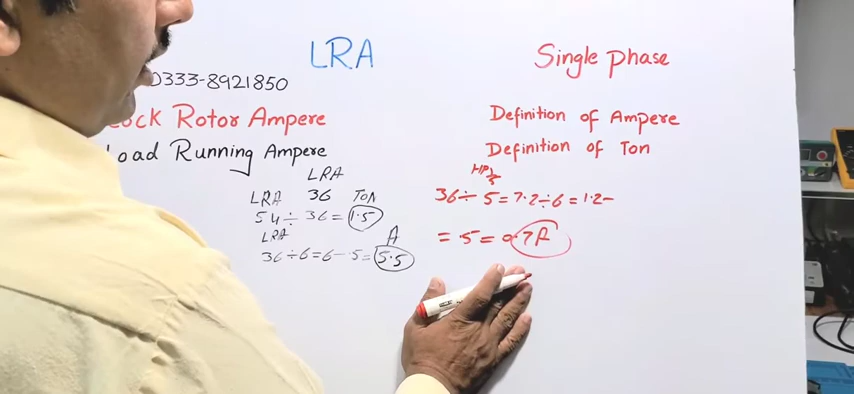 LRA
Single phase
0333-8921850
ock Rotor Ampere
Load Running Ampere
Definition of Ampere
Definition of Ton
LRA
LRA 36 TON
54 ÷ 36 = 1.5
LRA A
36 ÷ 6 = 6 - .5 = 5.5
HP
36 ÷ 5 = 7.2 ÷ 6 = 1.2 -
= .5 = 0.7A